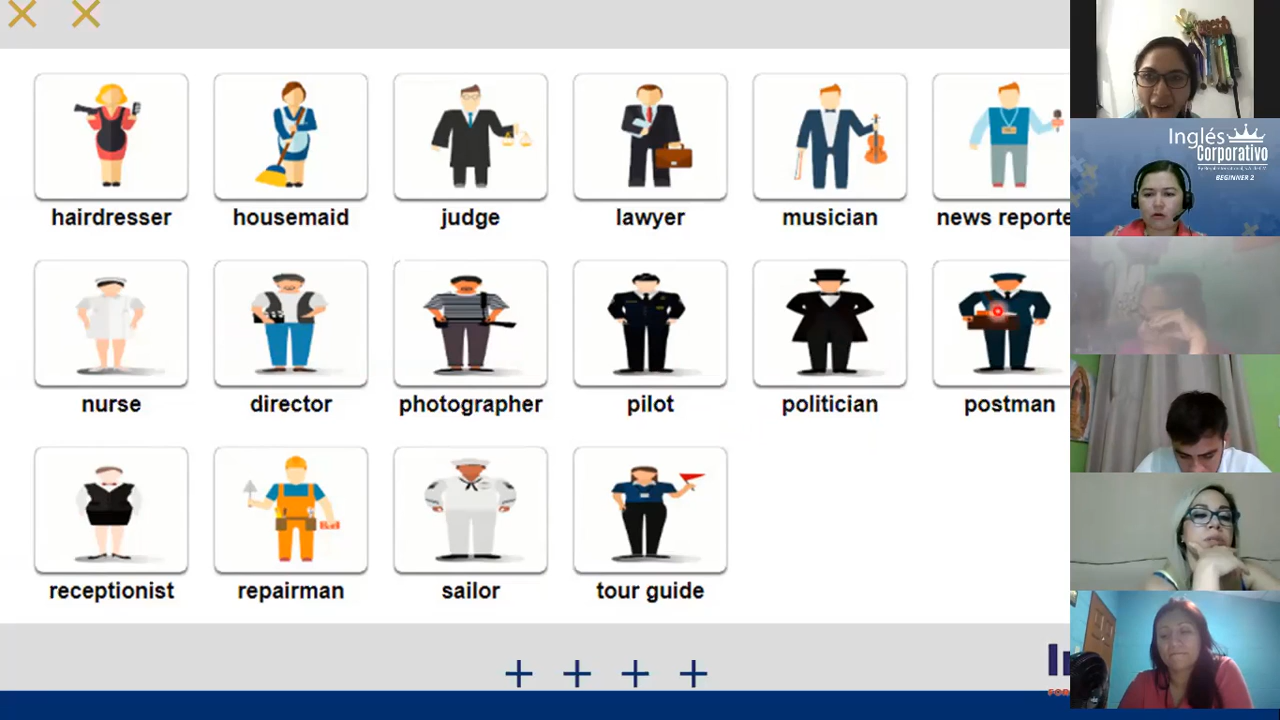 hairdresser housemaid judge lawyer musician news reporte
nurse director photographer pilot politician postman
receptionist repairman sailor tour guide
Inglés
Corporativo
BEGINNER 2